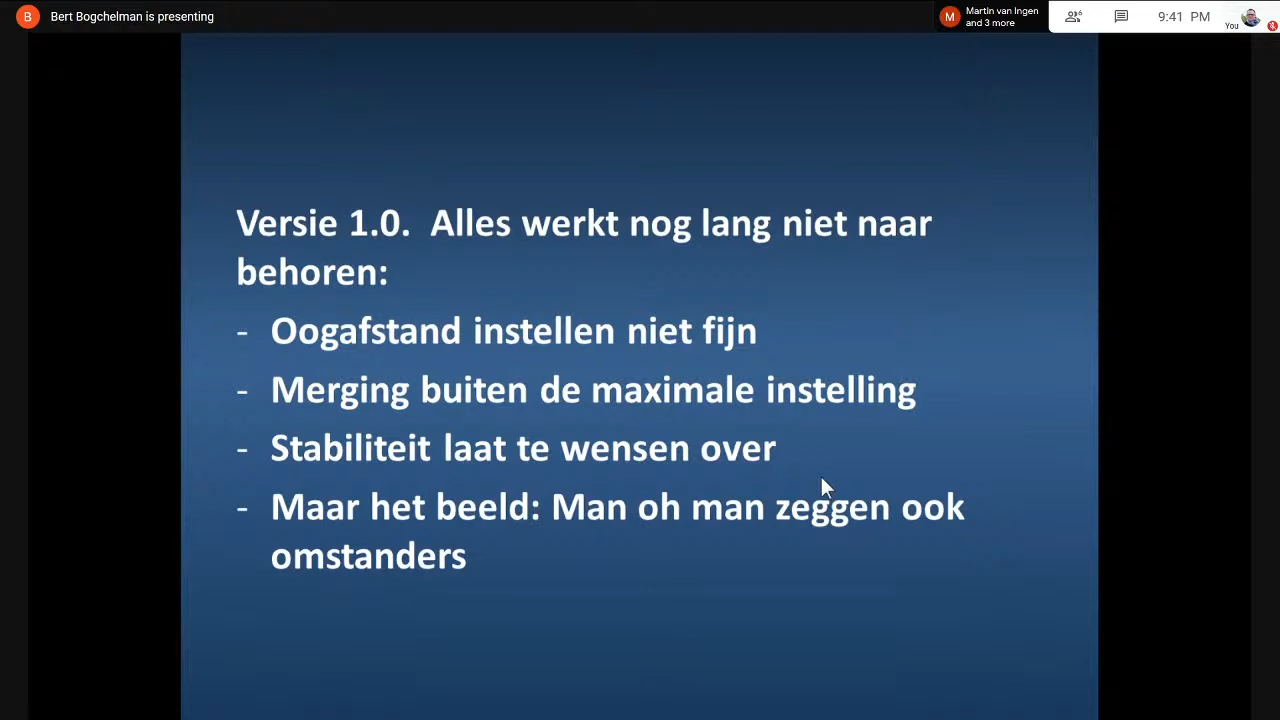 Bert Bogchelman is presenting
B
M
Martin van Ingen
and 3 more
6
9:41 PM
You
Versie 1.0. Alles werkt nog lang niet naar
behoren:
- Oogafstand instellen niet fijn
- Merging buiten de maximale instelling
- Stabiliteit laat te wensen over
- Maar het beeld: Man oh man zeggen ook
omstanders